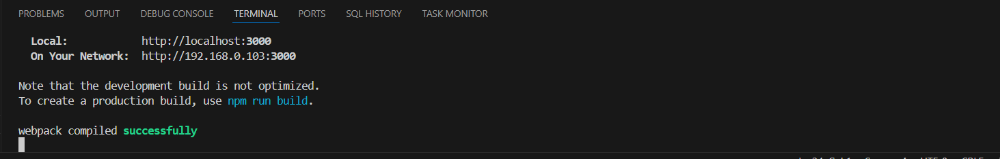 PROBLEMS OUTPUT DEBUG CONSOLE TERMINAL PORTS SQL HISTORY TASK MONITOR
Local: http://localhost:3000
On Your Network: http://192.168.0.103:3000
Note that the development build is not optimized.
To create a production build, use npm run build.
webpack compiled successfully